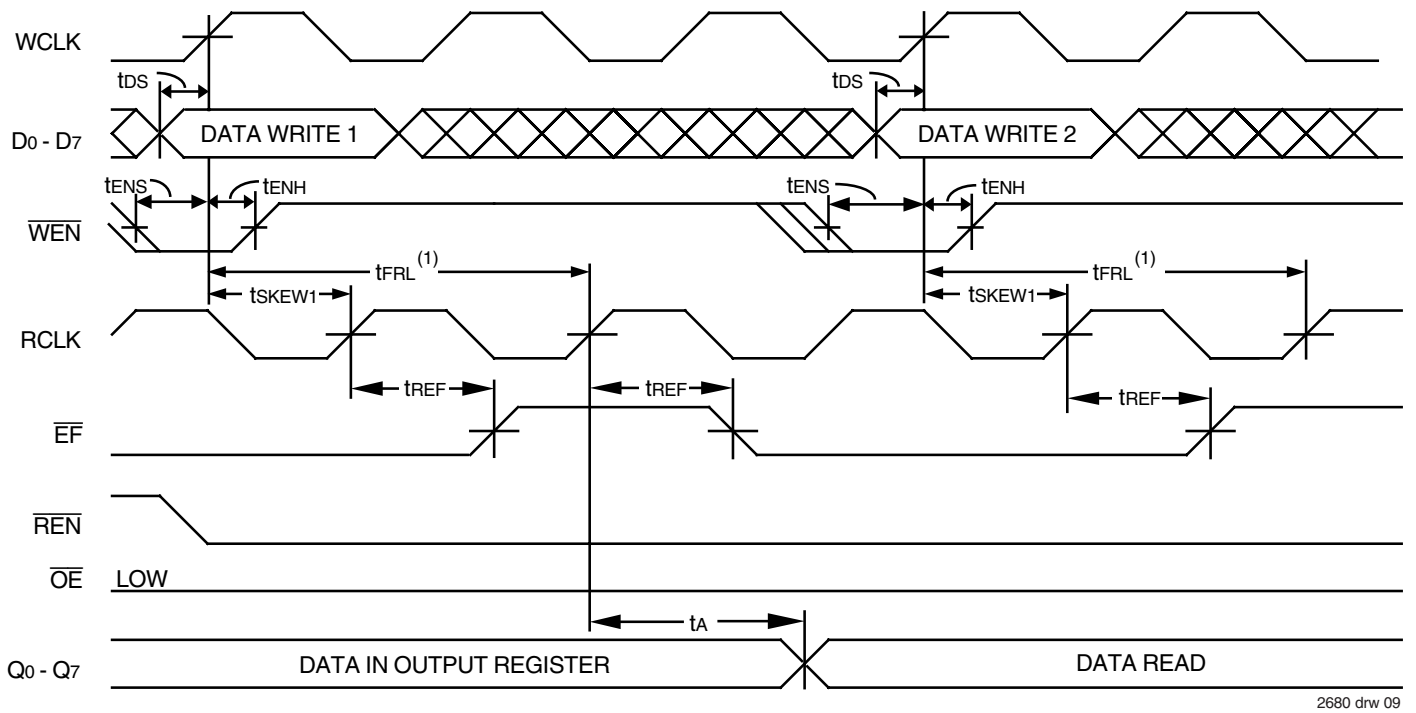 WCLK
tDS tDS
D0 - D7 DATA WRITE 1 DATA WRITE 2
tENS tENH tENS tENH
WEN
tFRL(1) tFRL(1)
tSKEW1 tSKEW1
RCLK
tREF tREF tREF
EF
REN
OE LOW
tA
Q0 - Q7 DATA IN OUTPUT REGISTER DATA READ
2680 drw 09